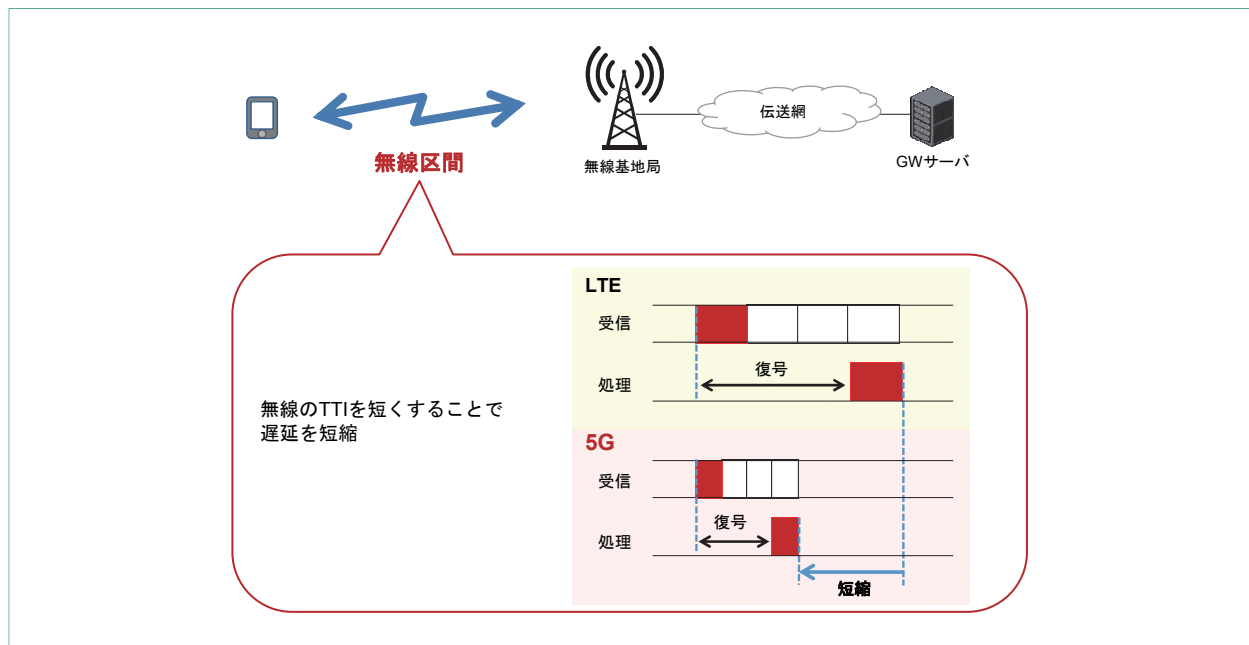 伝送網
無線基地局
GWサーバ
無線区間
無線のTTIを短くすることで
遅延を短縮
LTE
受信
復号
処理
5G
受信
復号
処理
短縮